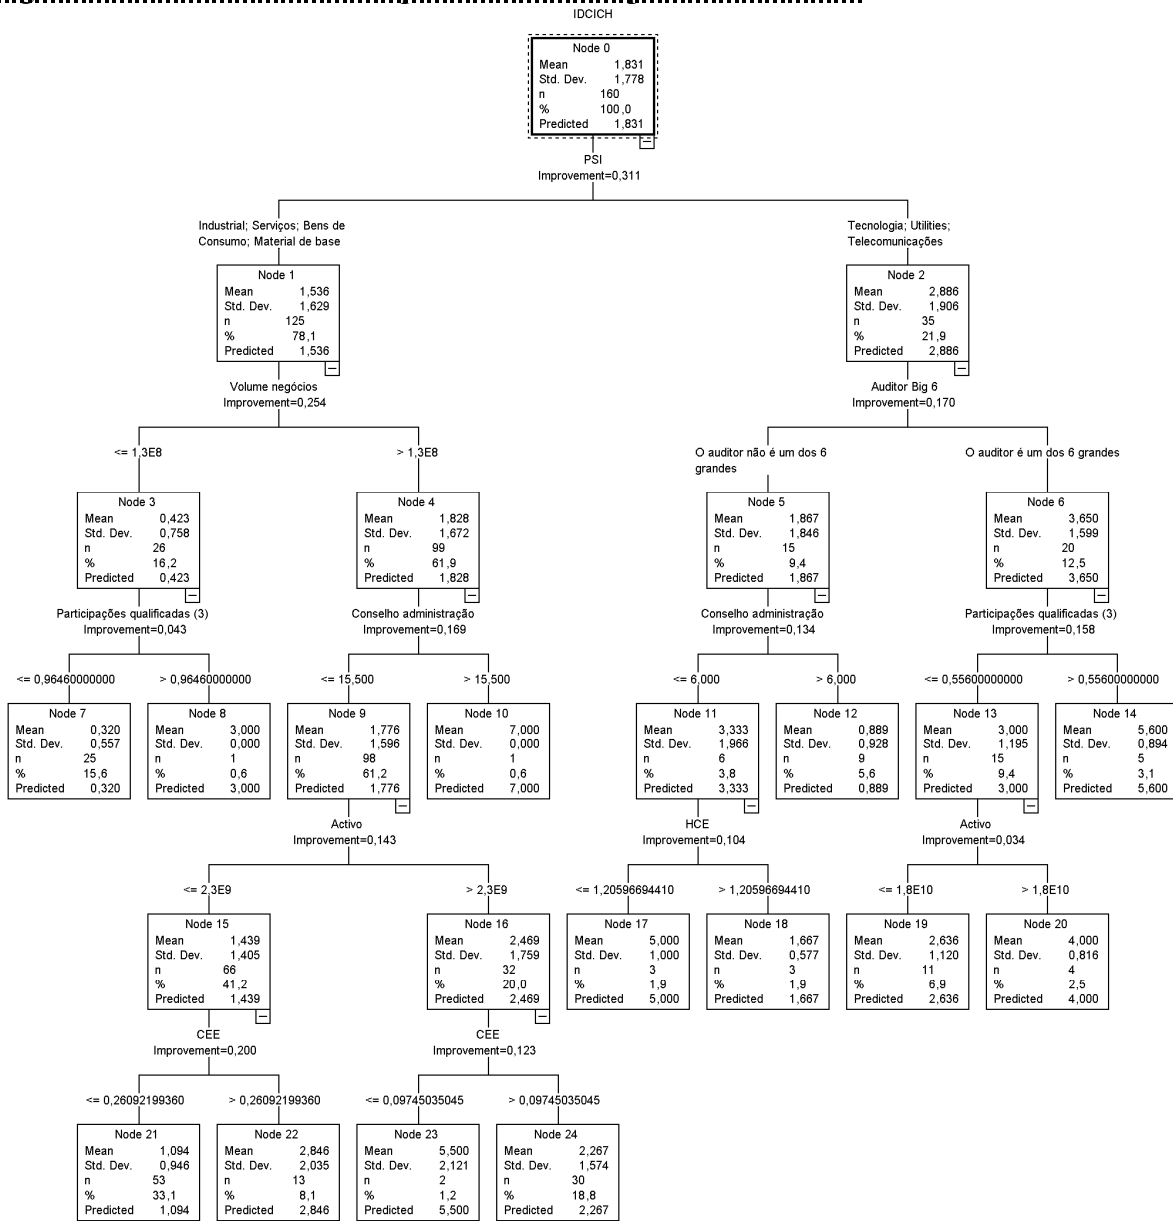 IDCICH
Node 0
Mean 1,831
Std. Dev. 1,778
n 160
% 100,0
Predicted 1,831
PSI
Improvement=0,311
Industrial; Serviços; Bens de
Consumo; Material de base
Tecnologia; Utilities;
Telecomunicações
Node 1
Mean 1,536
Std. Dev. 1,629
n 125
% 78,1
Predicted 1,536
Node 2
Mean 2,886
Std. Dev. 1,906
n 35
% 21,9
Predicted 2,886
Volume negócios
Improvement=0,254
Auditor Big 6
Improvement=0,170
<= 1,3E8
> 1,3E8
O auditor não é um dos 6
grandes
O auditor é um dos 6 grandes
Node 3
Mean 0,423
Std. Dev. 0,758
n 26
% 16,2
Predicted 0,423
Node 4
Mean 1,828
Std. Dev. 1,672
n 99
% 61,9
Predicted 1,828
Node 5
Mean 1,867
Std. Dev. 1,846
n 15
% 9,4
Predicted 1,867
Node 6
Mean 3,650
Std. Dev. 1,599
n 20
% 12,5
Predicted 3,650
Participações qualificadas (3)
Improvement=0,043
Conselho administração
Improvement=0,169
Conselho administração
Improvement=0,134
Participações qualificadas (3)
Improvement=0,158
<= 0,96460000000
> 0,96460000000
<= 15,500
> 15,500
<= 6,000
> 6,000
<= 0,55600000000
> 0,55600000000
Node 7
Mean 0,320
Std. Dev. 0,557
n 25
% 15,6
Predicted 0,320
Node 8
Mean 3,000
Std. Dev. 0,000
n 1
% 0,6
Predicted 3,000
Node 9
Mean 1,776
Std. Dev. 1,596
n 98
% 61,2
Predicted 1,776
Node 10
Mean 7,000
Std. Dev. 0,000
n 1
% 0,6
Predicted 7,000
Node 11
Mean 3,333
Std. Dev. 1,966
n 6
% 3,8
Predicted 3,333
Node 12
Mean 0,889
Std. Dev. 0,928
n 9
% 5,6
Predicted 0,889
Node 13
Mean 3,000
Std. Dev. 1,195
n 15
% 9,4
Predicted 3,000
Node 14
Mean 5,600
Std. Dev. 0,894
n 5
% 3,1
Predicted 5,600
Activo
Improvement=0,143
HCE
Improvement=0,104
Activo
Improvement=0,034
<= 2,3E9
> 2,3E9
<= 1,20596694410
> 1,20596694410
<= 1,8E10
> 1,8E10
Node 15
Mean 1,439
Std. Dev. 1,405
n 66
% 41,2
Predicted 1,439
Node 16
Mean 2,469
Std. Dev. 1,759
n 32
% 20,0
Predicted 2,469
Node 17
Mean 5,000
Std. Dev. 1,000
n 3
% 1,9
Predicted 5,000
Node 18
Mean 1,667
Std. Dev. 0,577
n 3
% 1,9
Predicted 1,667
Node 19
Mean 2,636
Std. Dev. 1,120
n 11
% 6,9
Predicted 2,636
Node 20
Mean 4,000
Std. Dev. 0,816
n 4
% 2,5
Predicted 4,000
CEE
Improvement=0,200
CEE
Improvement=0,123
<= 0,26092199360
> 0,26092199360
<= 0,09745035045
> 0,09745035045
Node 21
Mean 1,094
Std. Dev. 0,946
n 53
% 33,1
Predicted 1,094
Node 22
Mean 2,846
Std. Dev. 2,035
n 13
% 8,1
Predicted 2,846
Node 23
Mean 5,500
Std. Dev. 2,121
n 2
% 1,2
Predicted 5,500
Node 24
Mean 2,267
Std. Dev. 1,574
n 30
% 18,8
Predicted 2,267